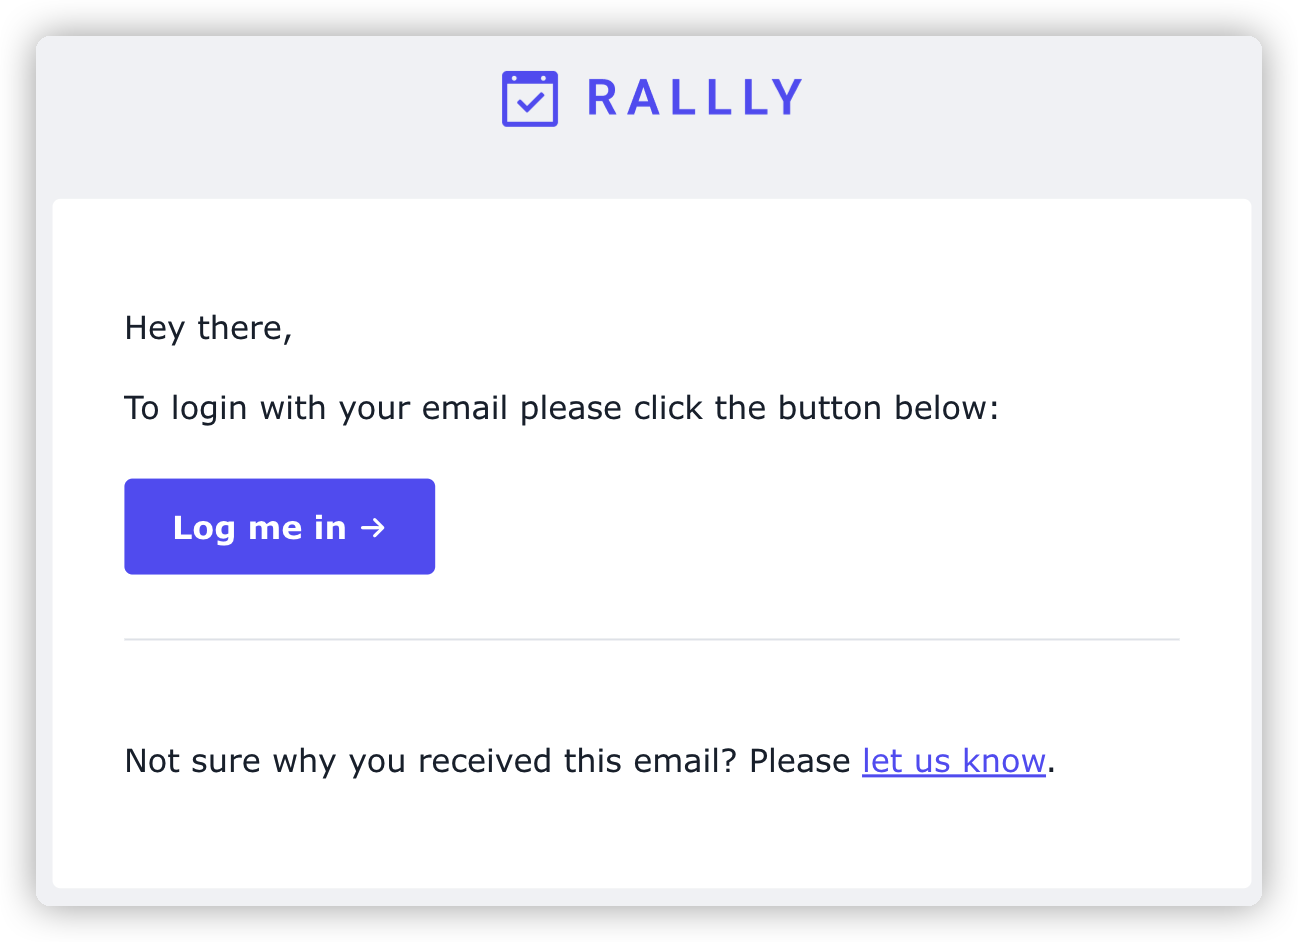 RALLLY
Hey there,
To login with your email please click the button below:
Log me in →
Not sure why you received this email? Please let us know.